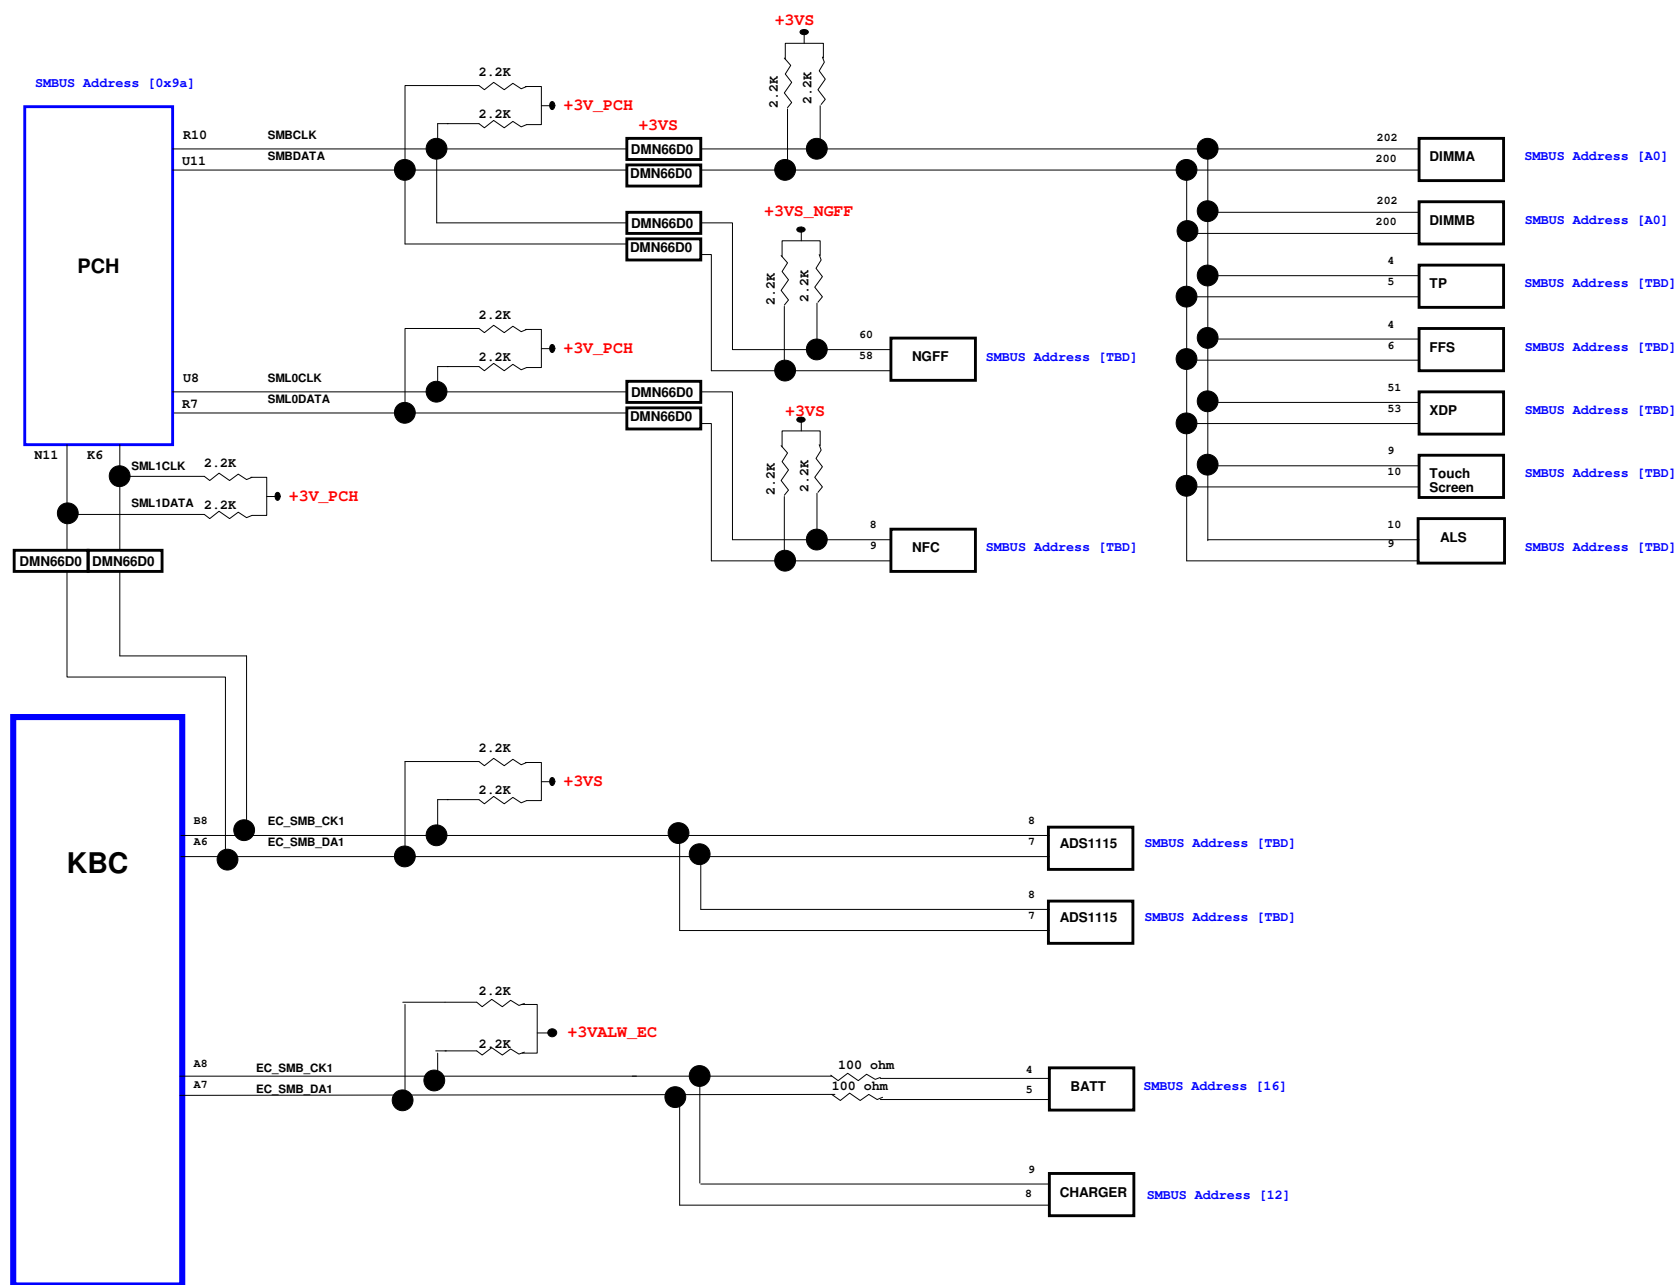 +3VS
2.2K
2.2K
2.2K
2.2K
+3V_PCH
SMBUS Address [0x9a]
PCH
R10
SMBCLK
U11
SMBDATA
+3VS
DMN66D0
DMN66D0
DMN66D0
DMN66D0
202
200
DIMMA
SMBUS Address [A0]
202
200
DIMMB
SMBUS Address [A0]
4
5
TP
SMBUS Address [TBD]
4
6
FFS
SMBUS Address [TBD]
51
53
XDP
SMBUS Address [TBD]
9
10
Touch
Screen
SMBUS Address [TBD]
10
9
ALS
SMBUS Address [TBD]
+3VS_NGFF
2.2K
2.2K
60
58
NGFF
SMBUS Address [TBD]
2.2K
2.2K
+3V_PCH
U8
SML0CLK
R7
SML0DATA
DMN66D0
DMN66D0
+3VS
2.2K
2.2K
8
9
NFC
SMBUS Address [TBD]
N11
K6
SML1CLK
2.2K
+3V_PCH
SML1DATA
2.2K
DMN66D0
DMN66D0
KBC
2.2K
2.2K
+3VS
B8
EC_SMB_CK1
A6
EC_SMB_DA1
8
7
ADS1115
SMBUS Address [TBD]
8
7
ADS1115
SMBUS Address [TBD]
2.2K
2.2K
+3VALW_EC
A8
EC_SMB_CK1
A7
EC_SMB_DA1
100 ohm
100 ohm
4
5
BATT
SMBUS Address [16]
9
8
CHARGER
SMBUS Address [12]